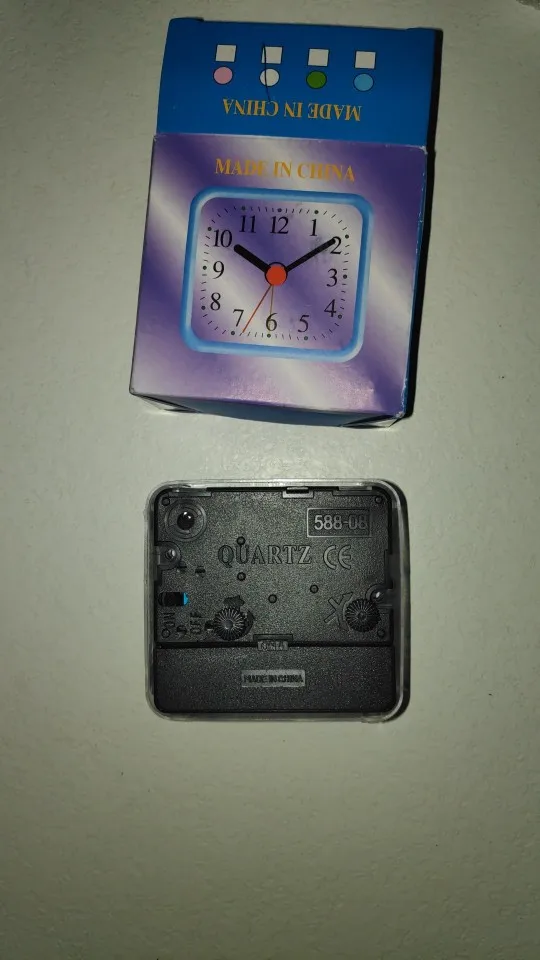 MADE IN CHINA
MADE IN CHINA
11 12 1
10 2
9 3
8 4
7 6 5
588-08
QUARTZ CE
ON
OFF
MADE IN CHINA